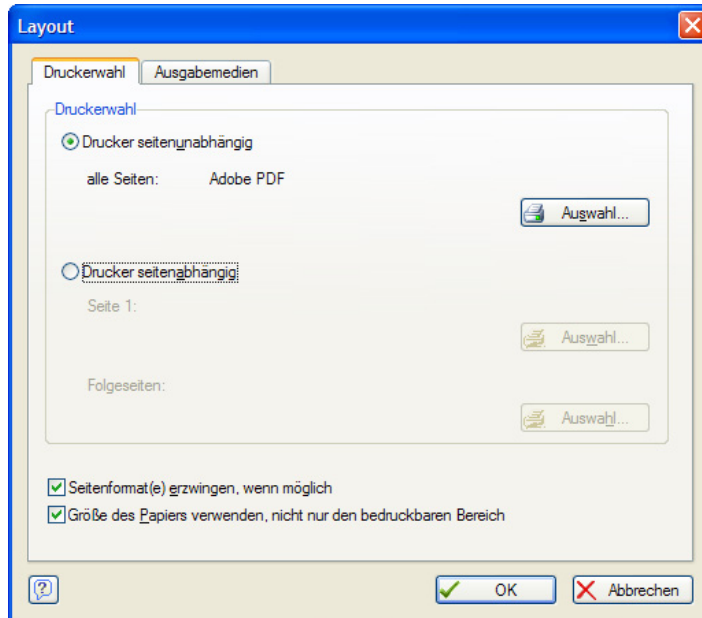 Layout
Druckerwahl Ausgabemedien
Druckerwahl
Drucker seitenunabhängig
alle Seiten: Adobe PDF
Auswahl...
Drucker seitenabhängig
Seite 1:
Auswahl...
Folgeseiten:
Auswahl...
Seitenformat(e) erzwingen, wenn möglich
Größe des Papiers verwenden, nicht nur den bedruckbaren Bereich
? OK Abbrechen